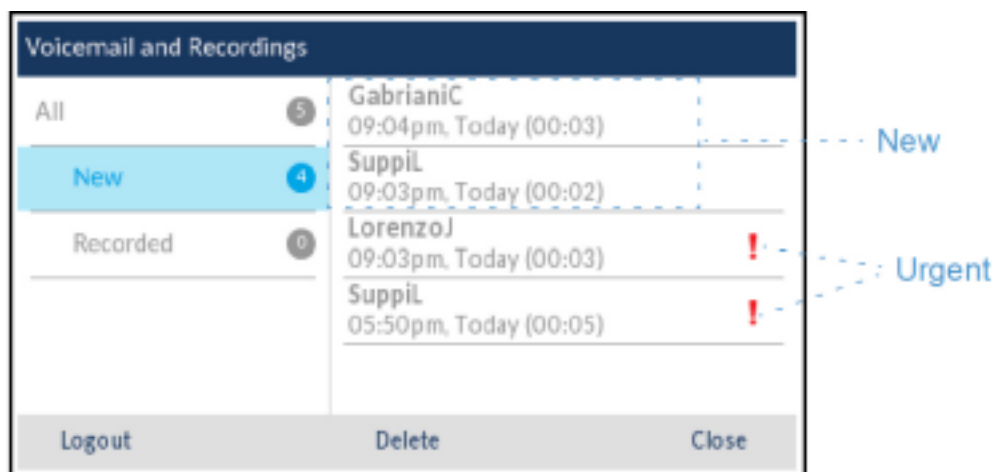 Voicemail and Recordings
All 5
New 4
Recorded 0
GabrianiC
09:04pm, Today (00:03)
SuppiL
09:03pm, Today (00:02)
LorenzoJ
09:03pm, Today (00:03)
!
SuppiL
05:50pm, Today (00:05)
!
New
Urgent
Logout Delete Close